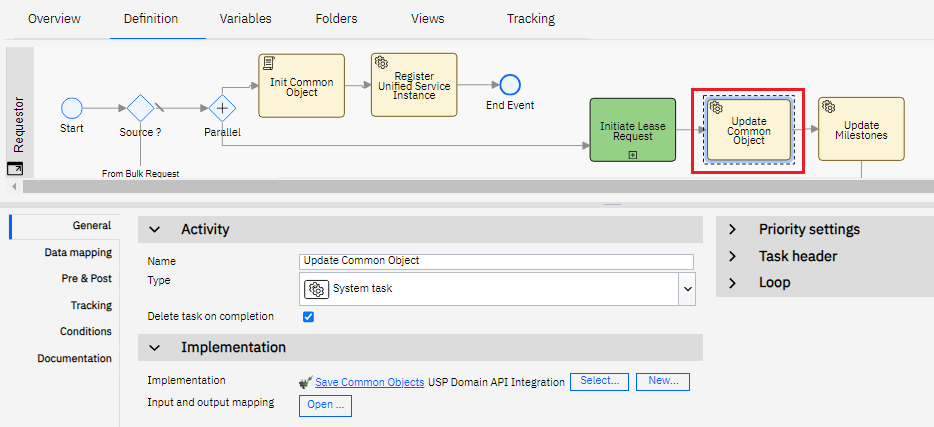 Overview Definition Variables Folders Views Tracking
Requestor
Start
Source ?
From Bulk Request
Parallel
Init Common
Object
Register
Unified Service
Instance
End Event
Initiate Lease
Request
Update
Common
Object
Update
Milestones
General
Data mapping
Pre & Post
Tracking
Conditions
Documentation
Activity
Name Update Common Object
Type System task
Delete task on completion
Implementation
Implementation Save Common Objects USP Domain API Integration Select... New...
Input and output mapping Open ...
Priority settings
Task header
Loop